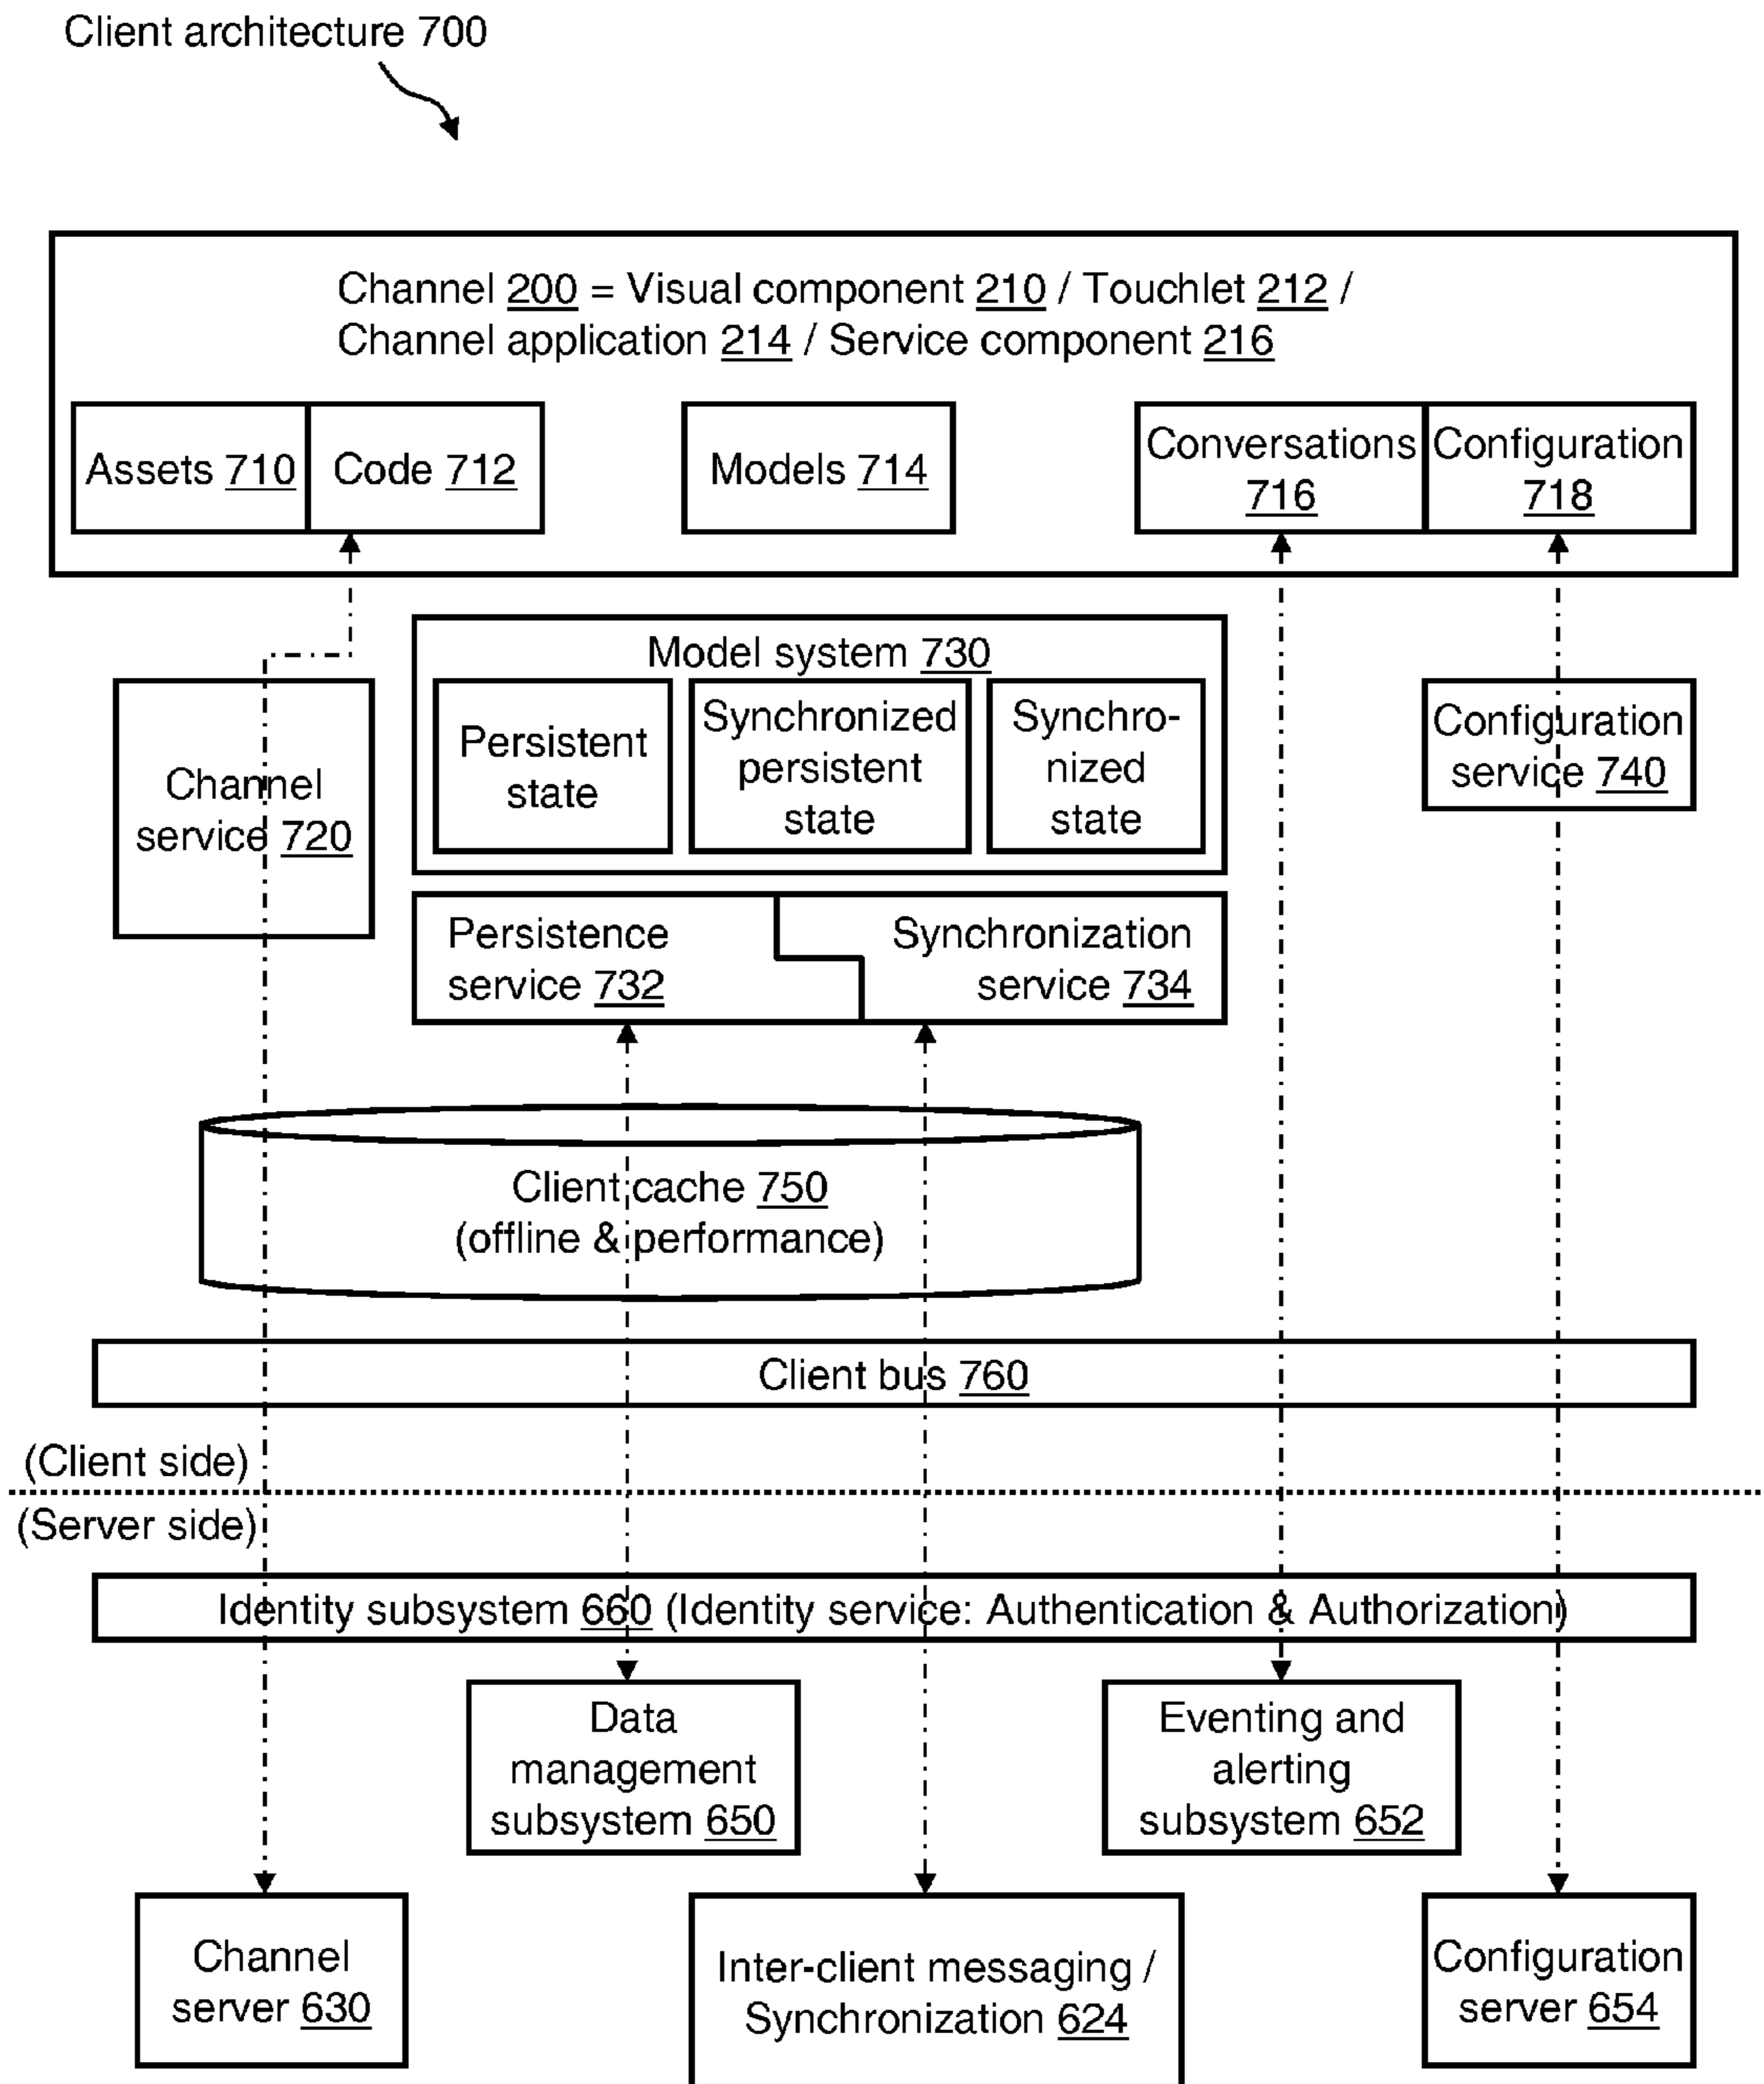 Client architecture 700
Channel 200 = Visual component 210 / Touchlet 212 /
Channel application 214 / Service component 216
Assets 710
Code 712
Models 714
Conversations
716
Configuration
718
Model system 730
Persistent
state
Synchronized
persistent
state
Synchro-
nized
state
Channel
service 720
Configuration
service 740
Persistence
service 732
Synchronization
service 734
Client cache 750
(offline & performance)
Client bus 760
(Client side)
(Server side)
Identity subsystem 660 (Identity service: Authentication & Authorization)
Data
management
subsystem 650
Eventing and
alerting
subsystem 652
Channel
server 630
Inter-client messaging /
Synchronization 624
Configuration
server 654